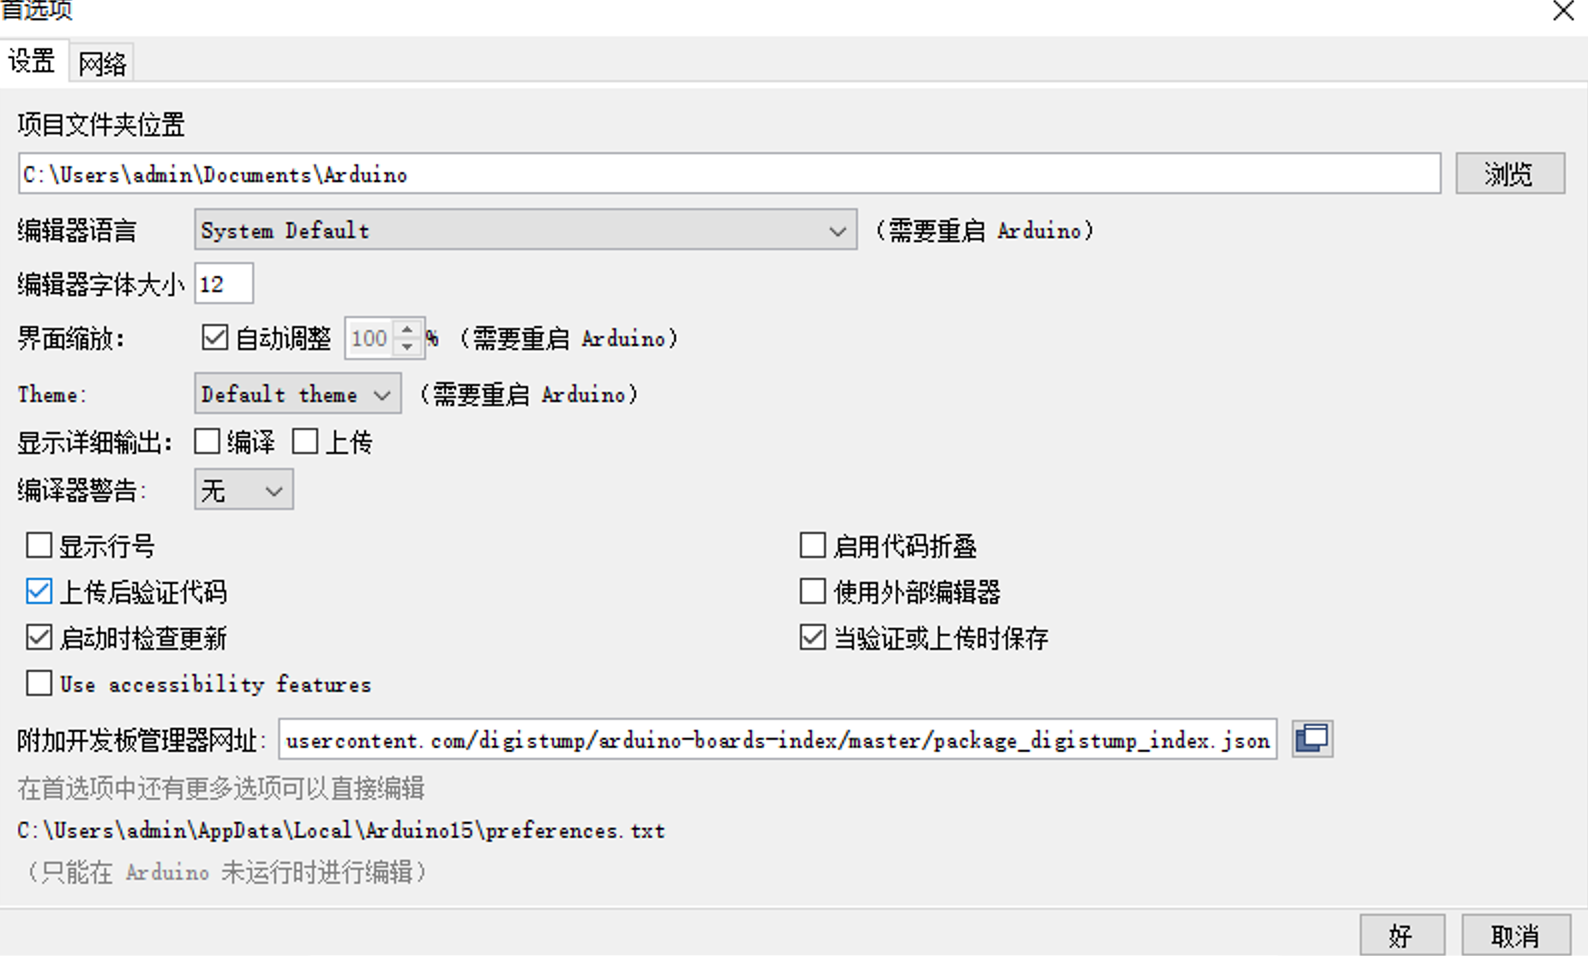 首选项
设置 网络
项目文件夹位置
C:\Users\admin\Documents\Arduino 浏览
编辑器语言 System Default （需要重启 Arduino）
编辑器字体大小 12
界面缩放： 自动调整 100 % （需要重启 Arduino）
Theme: Default theme （需要重启 Arduino）
显示详细输出： 编译 上传
编译器警告: 无
显示行号 启用代码折叠
上传后验证代码 使用外部编辑器
启动时检查更新 当验证或上传时保存
Use accessibility features
附加开发板管理器网址: usercontent.com/digistump/arduino-boards-index/master/package_digistump_index.json
在首选项中还有更多选项可以直接编辑
C:\Users\admin\AppData\Local\Arduino15\preferences.txt
（只能在 Arduino 未运行时进行编辑）
好 取消